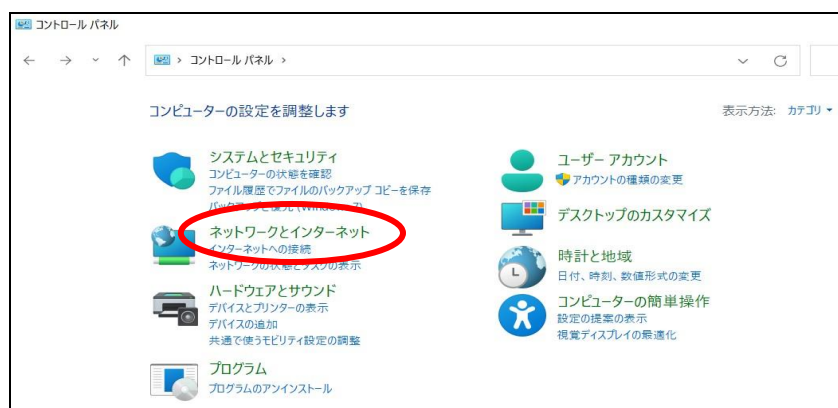 コントロール パネル
コントロール パネル
コンピューターの設定を調整します
表示方法: カテゴリ
システムとセキュリティ
コンピューターの状態を確認
ファイル履歴でファイルのバックアップ コピーを保存
バックアップと復元 (Windows 7)
ネットワークとインターネット
インターネットへの接続
ネットワークの状態とタスクの表示
ハードウェアとサウンド
デバイスとプリンターの表示
デバイスの追加
共通で使うモビリティ設定の調整
プログラム
プログラムのアンインストール
ユーザー アカウント
アカウントの種類の変更
デスクトップのカスタマイズ
時計と地域
日付、時刻、数値形式の変更
コンピューターの簡単操作
設定の提案の表示
視覚ディスプレイの最適化